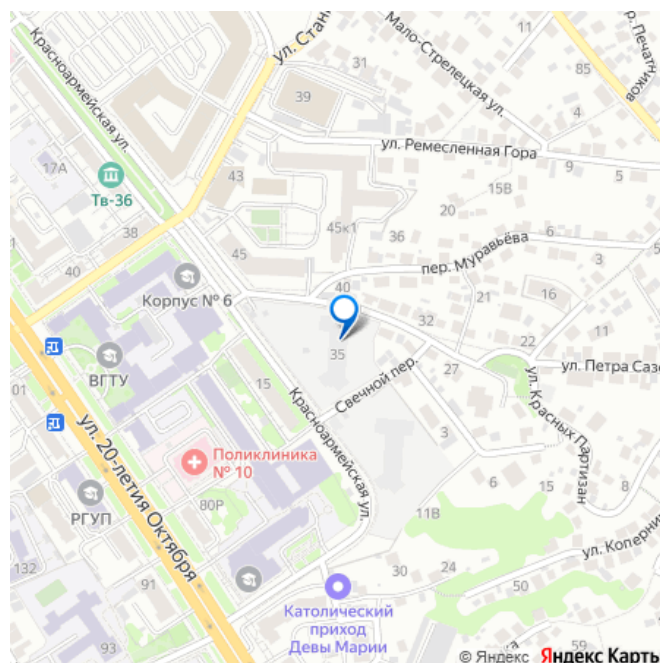 Красноармейская ул.
ул. Стан
31
Мало-Стрелецкая ул.
11
пер. Печатников
85
39
4
ул. Ремесленная Гора
9
5
17А
Тв-36
43
15В
20
45к1
36
38
45
6
пер. Муравьёва
3
40
Корпус № 6
40
21
16
32
22
35
ВГТУ
15
Свечной пер.
27
ул. Петра Сазо
01
Красноармейская ул.
ул. Красных Партизан
3
Поликлиника
№ 10
ул. 20-летия Октября
80Р
6
15
8
11В
РГУП
ул. Коперни
132
91
30
24
50
Католический
приход
Девы Марии
93
59
© Яндекс Яндекс Карты